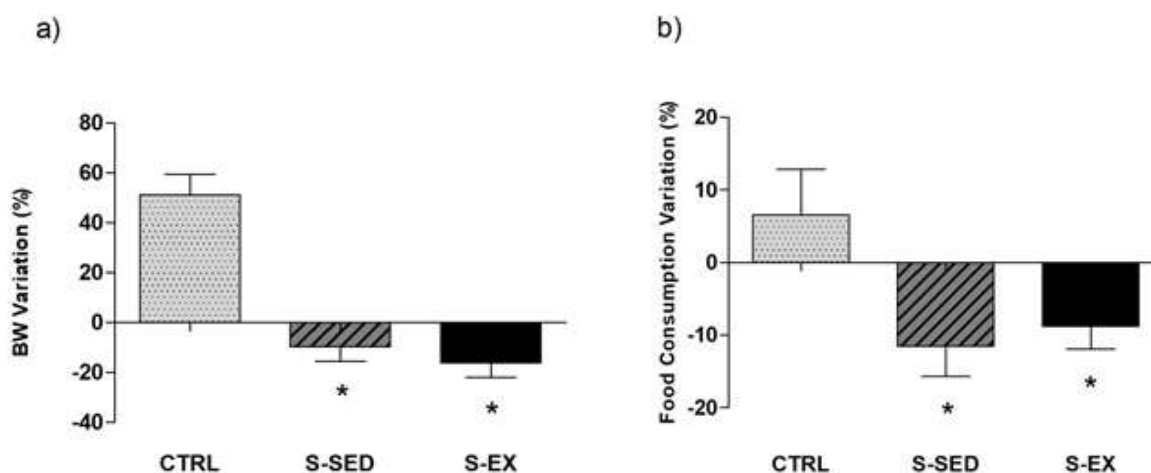 a)
BW Variation (%)
80
60
40
20
0
-20
-40
*
*
CTRL S-SED S-EX
b)
Food Consumption Variation (%)
20
10
0
-10
-20
*
*
CTRL S-SED S-EX